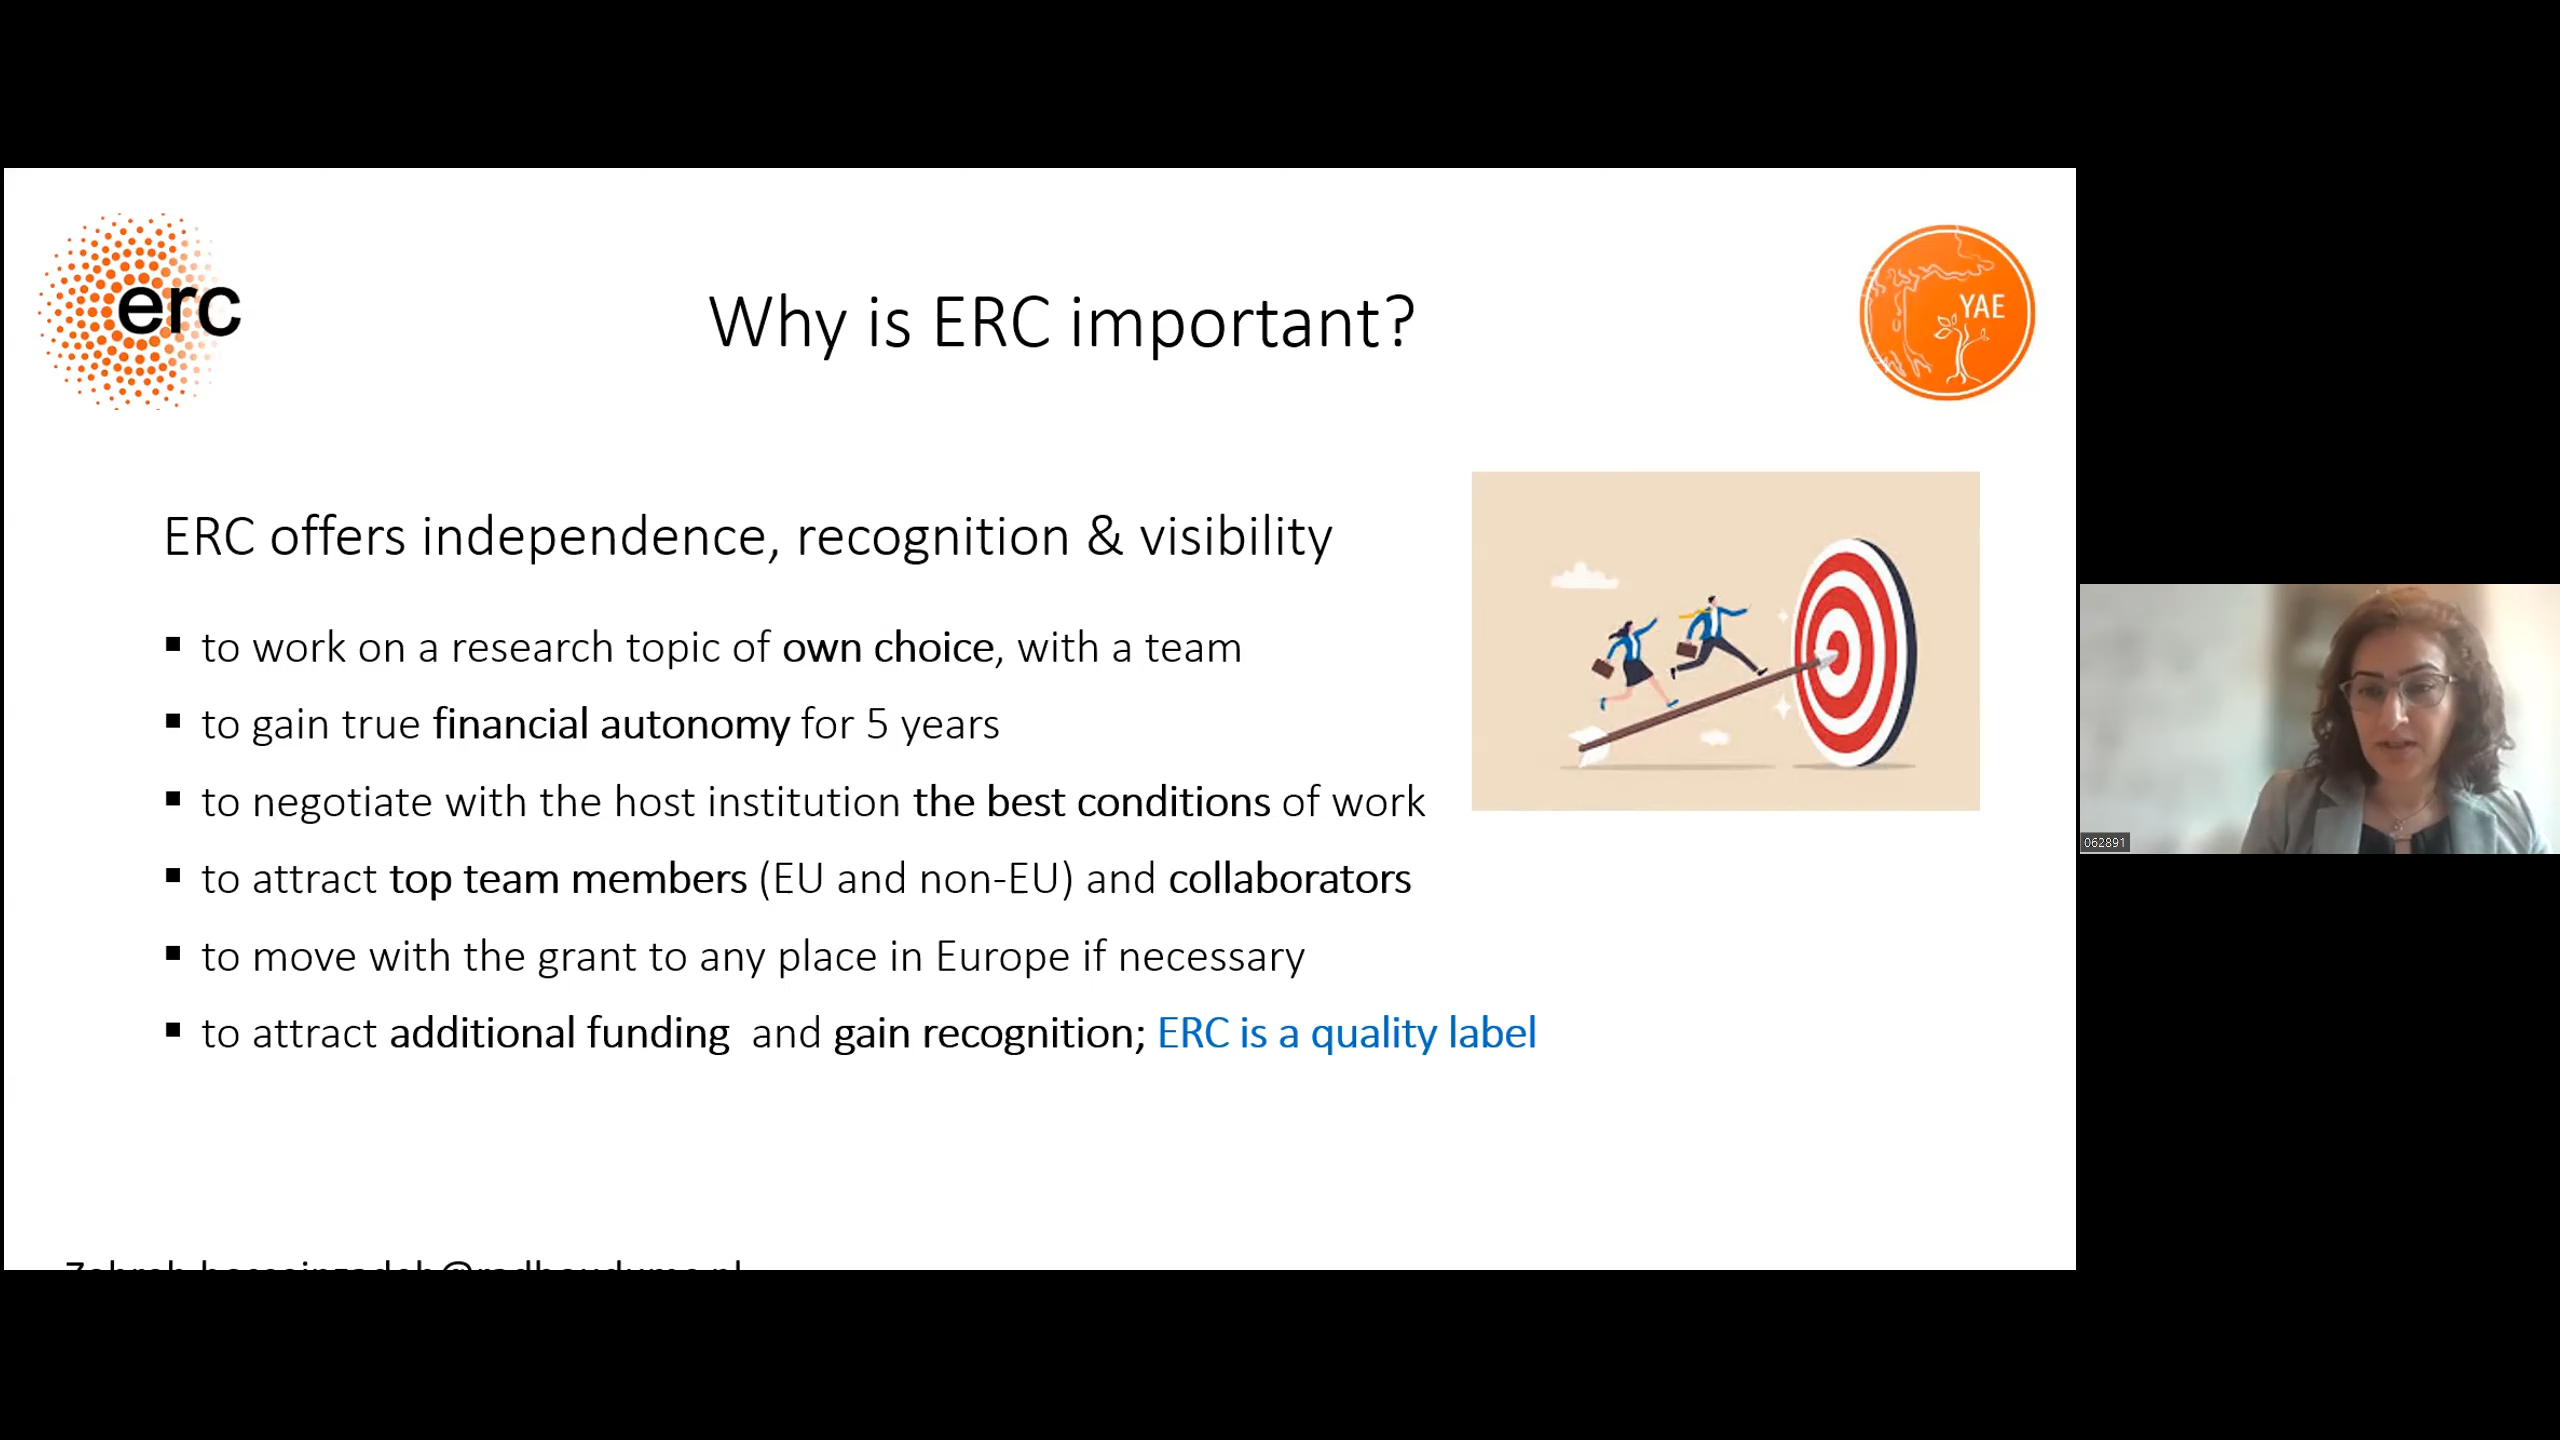 erc
Why is ERC important?
YAE
ERC offers independence, recognition & visibility
▪ to work on a research topic of own choice, with a team
▪ to gain true financial autonomy for 5 years
▪ to negotiate with the host institution the best conditions of work
▪ to attract top team members (EU and non-EU) and collaborators
▪ to move with the grant to any place in Europe if necessary
▪ to attract additional funding  and gain recognition; ERC is a quality label
062891